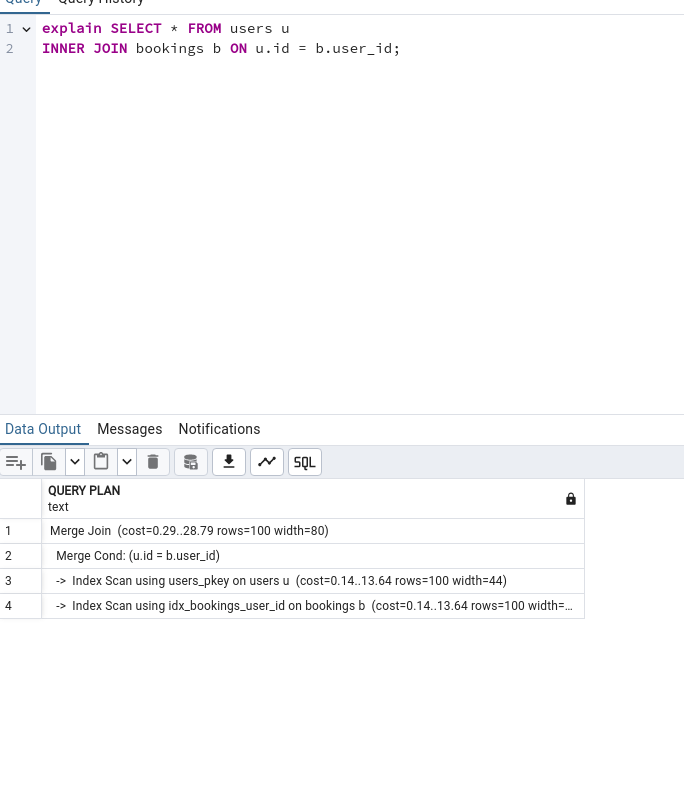 Query Query History
1 explain SELECT * FROM users u
2 INNER JOIN bookings b ON u.id = b.user_id;
Data Output Messages Notifications
SQL
QUERY PLAN
text
1 Merge Join (cost=0.29..28.79 rows=100 width=80)
2 Merge Cond: (u.id = b.user_id)
3 -> Index Scan using users_pkey on users u (cost=0.14..13.64 rows=100 width=44)
4 -> Index Scan using idx_bookings_user_id on bookings b (cost=0.14..13.64 rows=100 width=…